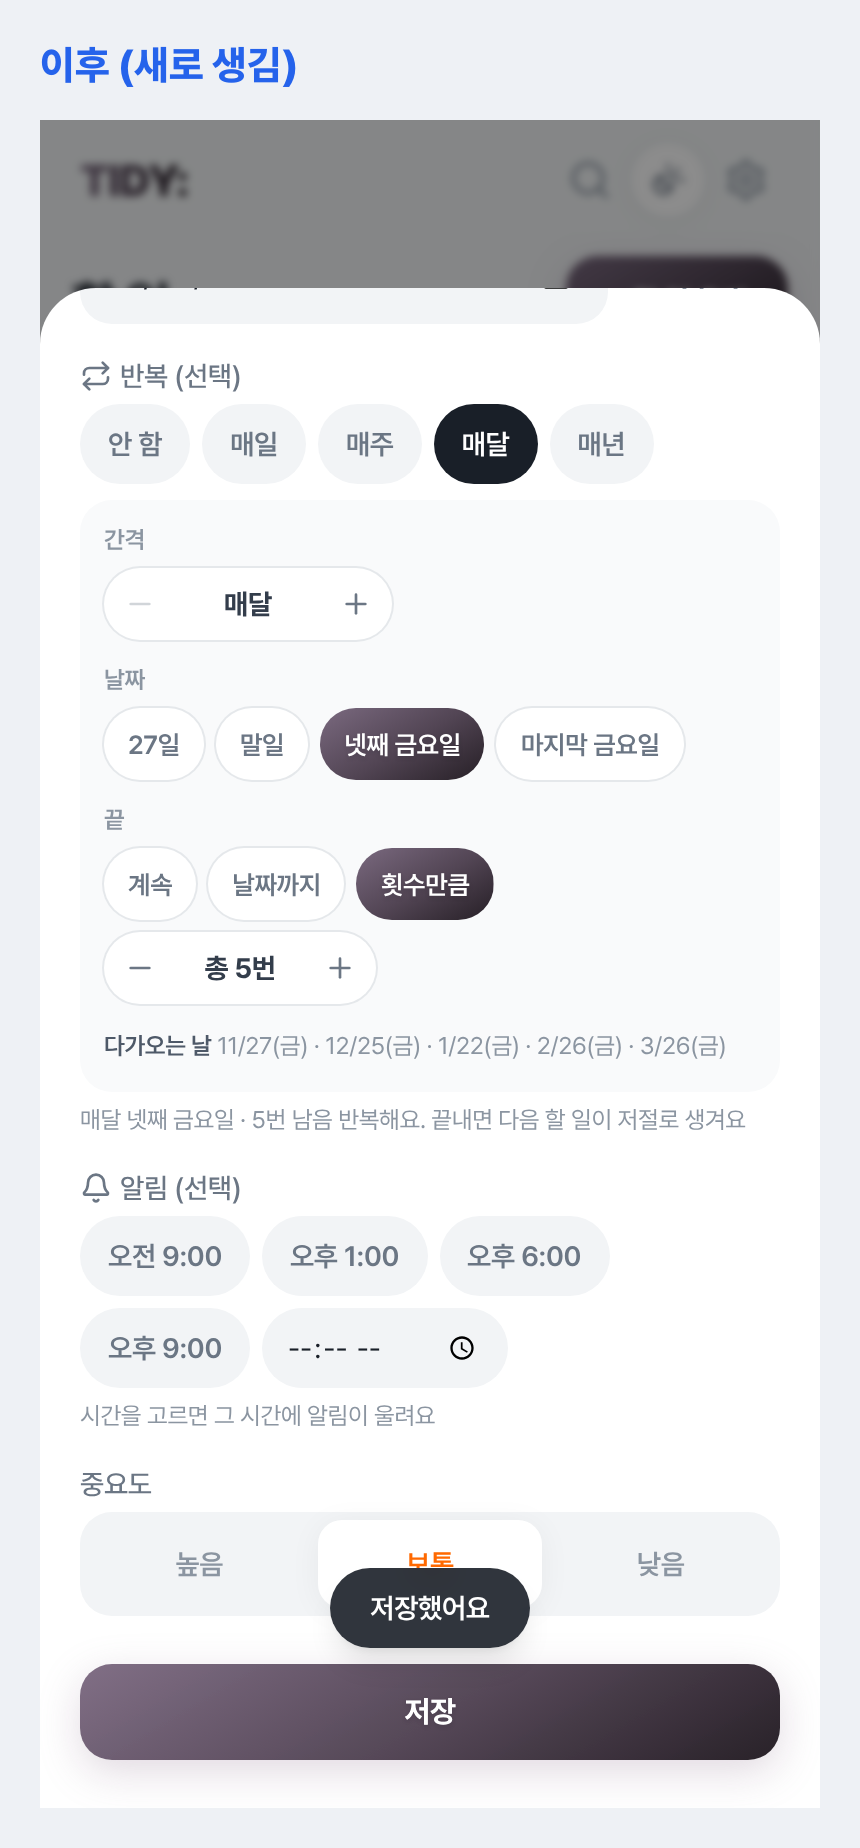 이후 (새로 생김)
TIDY:
반복 (선택)
안 함 매일 매주 매달 매년
간격
매달
날짜
27일 말일 넷째 금요일 마지막 금요일
끝
계속 날짜까지 횟수만큼
총 5번
다가오는 날 11/27(금) · 12/25(금) · 1/22(금) · 2/26(금) · 3/26(금)
매달 넷째 금요일 · 5번 남음 반복해요. 끝내면 다음 할 일이 저절로 생겨요
알림 (선택)
오전 9:00 오후 1:00 오후 6:00
오후 9:00 --:-- --
시간을 고르면 그 시간에 알림이 울려요
중요도
높음 보통 낮음
저장했어요
저장